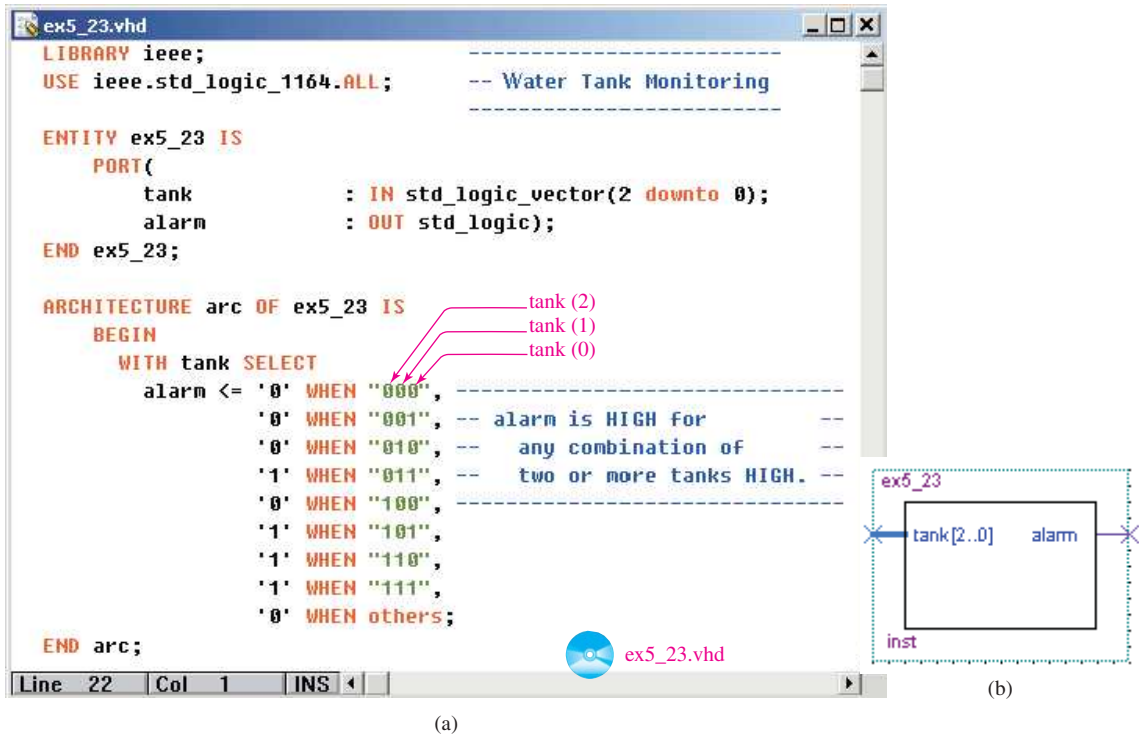 ex5_23.vhd
LIBRARY ieee; -------------------------
USE ieee.std_logic_1164.ALL; -- Water Tank Monitoring
-------------------------
ENTITY ex5_23 IS
PORT(
tank : IN std_logic_vector(2 downto 0);
alarm : OUT std_logic);
END ex5_23;
ARCHITECTURE arc OF ex5_23 IS
BEGIN
WITH tank SELECT
tank (2)
tank (1)
tank (0)
alarm <= '0' WHEN "000", -------------------------------
'0' WHEN "001", -- alarm is HIGH for --
'0' WHEN "010", -- any combination of --
'1' WHEN "011", -- two or more tanks HIGH. --
'0' WHEN "100", -------------------------------
'1' WHEN "101",
'1' WHEN "110",
'1' WHEN "111",
'0' WHEN others;
END arc;
ex5_23.vhd
Line 22 Col 1 INS
(a)
ex5_23
tank[2..0] alarm
inst
(b)